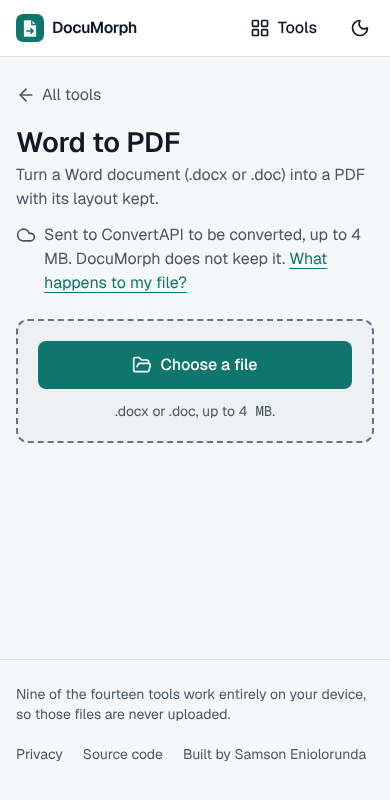 DocuMorph
Tools
All tools
Word to PDF
Turn a Word document (.docx or .doc) into a PDF
with its layout kept.
Sent to ConvertAPI to be converted, up to 4
MB. DocuMorph does not keep it. What
happens to my file?
Choose a file
.docx or .doc, up to 4 MB.
Nine of the fourteen tools work entirely on your device,
so those files are never uploaded.
Privacy Source code Built by Samson Eniolorunda